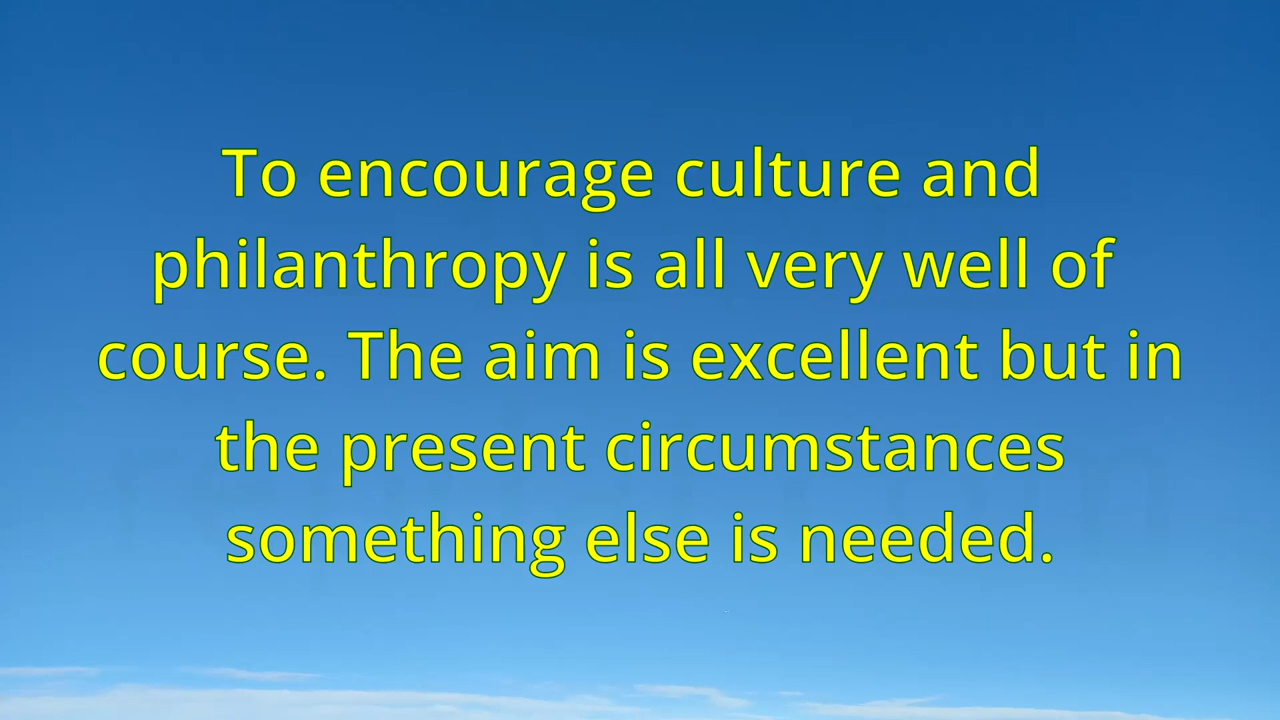 To encourage culture and
philanthropy is all very well of
course. The aim is excellent but in
the present circumstances
something else is needed.